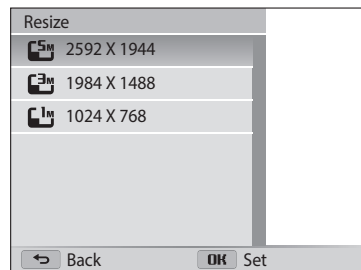 Resize
5M 2592 X 1944
3M 1984 X 1488
1M 1024 X 768
Back OK Set